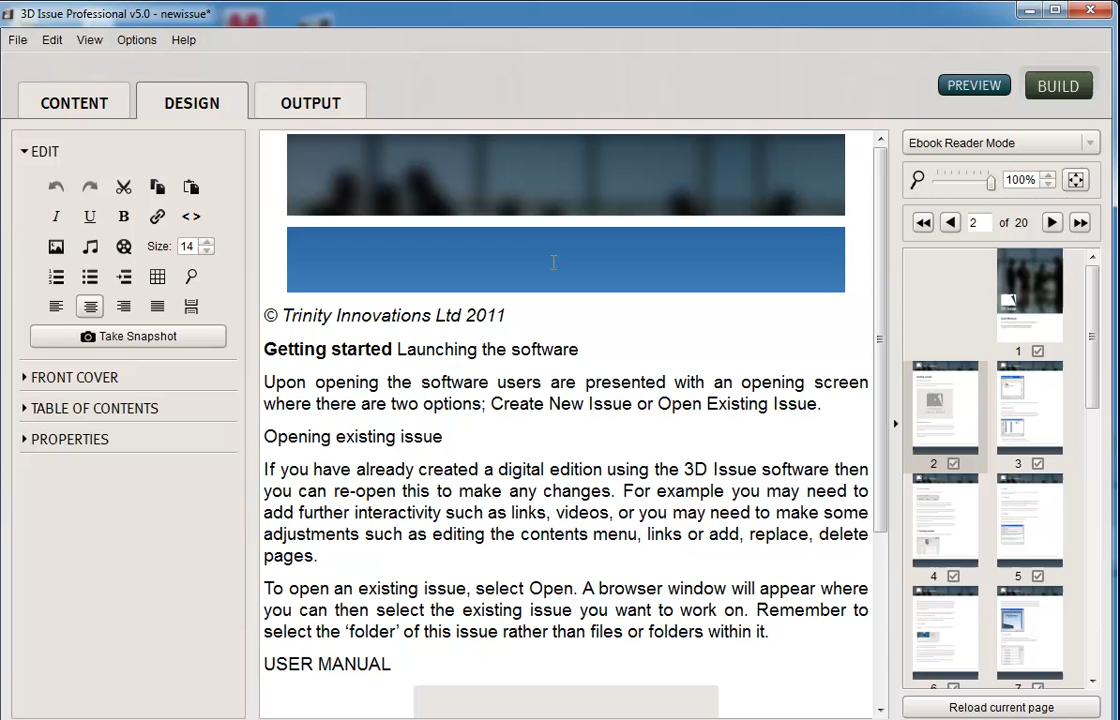 3D Issue Professional v5.0 - newissue*
File Edit View Options Help
CONTENT DESIGN OUTPUT PREVIEW BUILD
EDIT
I U B <>
Size: 14
Take Snapshot
FRONT COVER
TABLE OF CONTENTS
PROPERTIES
© Trinity Innovations Ltd 2011
Getting started Launching the software
Upon opening the software users are presented with an opening screen
where there are two options; Create New Issue or Open Existing Issue.
Opening existing issue
If you have already created a digital edition using the 3D Issue software then
you can re-open this to make any changes. For example you may need to
add further interactivity such as links, videos, or you may need to make some
adjustments such as editing the contents menu, links or add, replace, delete
pages.
To open an existing issue, select Open. A browser window will appear where
you can then select the existing issue you want to work on. Remember to
select the ‘folder’ of this issue rather than files or folders within it.
USER MANUAL
Ebook Reader Mode
100%
2 of 20
1
2 3
4 5
6 7
Reload current page